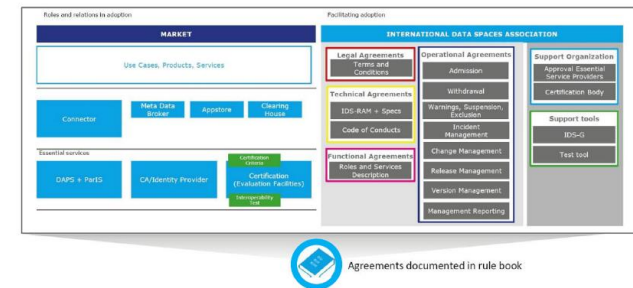 Roles and relations in adoption
Facilitating adoption
MARKET
INTERNATIONAL DATA SPACES ASSOCIATION
Use Cases, Products, Services
Connector
Meta Data
Broker
Appstore
Clearing
House
Essential services
DAPS + ParIS
CA/Identity Provider
Certification
Criteria
Certification
(Evaluation Facilities)
Interoperability
Test
Legal Agreements
Terms and
Conditions
Technical Agreements
IDS-RAM + Specs
Code of Conducts
Functional Agreements
Roles and Services
Description
Operational Agreements
Admission
Withdrawal
Warnings, Suspension,
Exclusion
Incident
Management
Change Management
Release Management
Version Management
Management Reporting
Support Organization
Approval Essential
Service Providers
Certification Body
Support tools
IDS-G
Test tool
Agreements documented in rule book